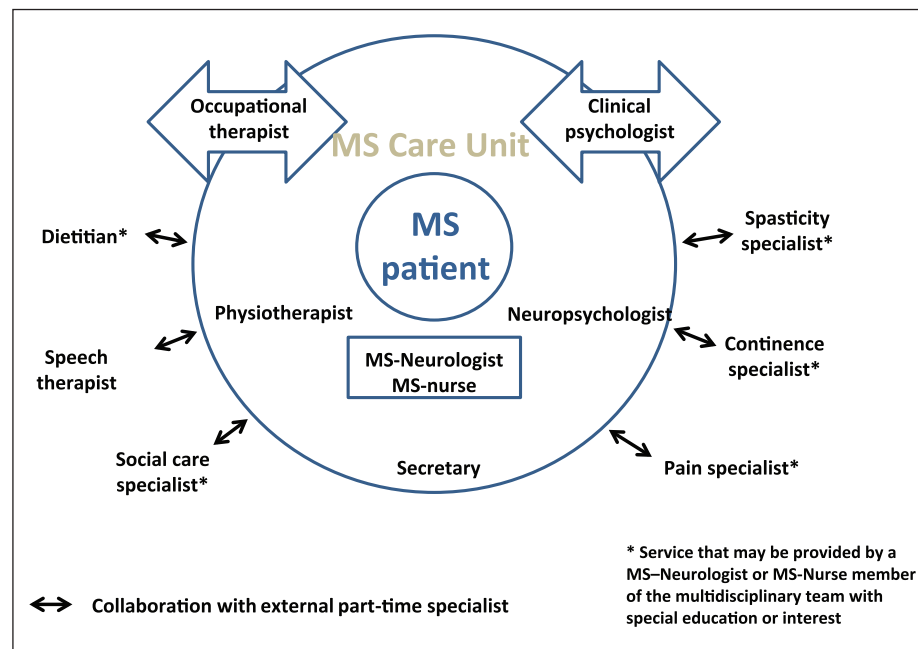 Occupational
therapist
Clinical
psychologist
MS Care Unit
MS
patient
Dietitian*
Spasticity
specialist*
Physiotherapist
Neuropsychologist
Speech
therapist
MS-Neurologist
MS-nurse
Continence
specialist*
Social care
specialist*
Secretary
Pain specialist*
Collaboration with external part-time specialist
* Service that may be provided by a
MS–Neurologist or MS-Nurse member
of the multidisciplinary team with
special education or interest